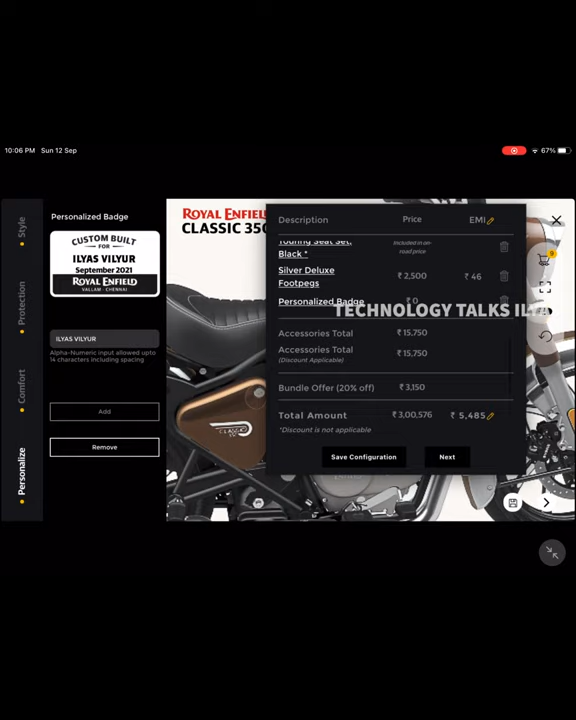 10:06 PM Sun 12 Sep
67%
Style
Protection
Comfort
Personalize
Personalized Badge
CUSTOM BUILT
FOR
ILYAS VILYUR
September 2021
ROYAL ENFIELD
VALLAM - CHENNAI
ILYAS VILYUR
Alpha-Numeric input allowed upto
14 characters including spacing
Add
Remove
ROYAL ENFIEL
CLASSIC 350
Description Price EMI
Touring Seat Set,
Black *
Included in on-
road price
Silver Deluxe
Footpegs
₹ 2,500 ₹ 46
Personalized Badge ₹ 0
TECHNOLOGY TALKS ILY
Accessories Total ₹ 15,750
Accessories Total
(Discount Applicable)
₹ 15,750
Bundle Offer (20% off) ₹ 3,150
Total Amount ₹ 3,00,576 ₹ 5,485
*Discount is not applicable
Save Configuration Next
9
CLASSIC